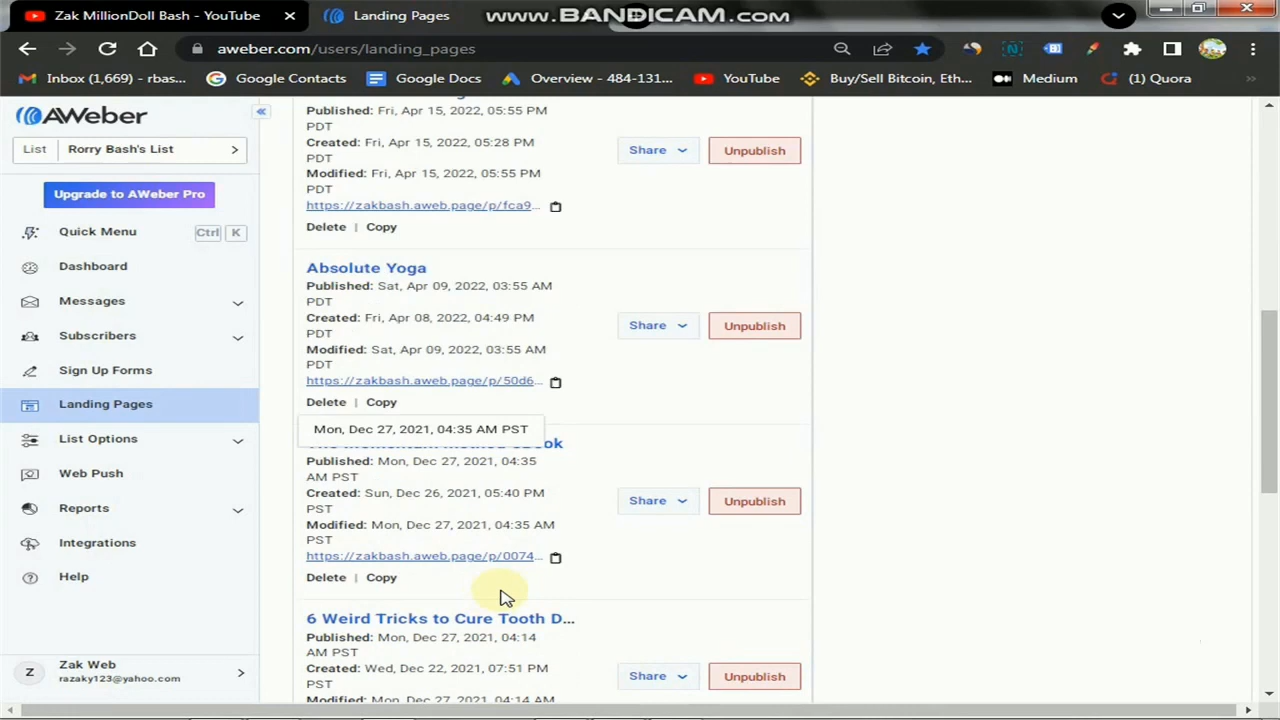 Zak MillionDoll Bash - YouTube
Landing Pages
www.BANDICAM.com
aweber.com/users/landing_pages
Inbox (1,669) - rbas...
Google Contacts
Google Docs
Overview - 484-131...
YouTube
Buy/Sell Bitcoin, Et...
Medium
(1) Quora
AWeber
List Rorry Bash's List
Upgrade to AWeber Pro
Quick Menu Ctrl K
Dashboard
Messages
Subscribers
Sign Up Forms
Landing Pages
List Options
Web Push
Reports
Integrations
Help
Z
Zak Web
razaky123@yahoo.com
Published: Fri, Apr 15, 2022, 05:55 PM
PDT
Created: Fri, Apr 15, 2022, 05:28 PM
PDT
Modified: Fri, Apr 15, 2022, 05:55 PM
PDT
https://zakbash.aweb.page/p/fca9...
Delete | Copy
Share
Unpublish
Absolute Yoga
Published: Sat, Apr 09, 2022, 03:55 AM
PDT
Created: Fri, Apr 08, 2022, 04:49 PM
PDT
Modified: Sat, Apr 09, 2022, 03:55 AM
PDT
https://zakbash.aweb.page/p/50d6...
Delete | Copy
Share
Unpublish
Mon, Dec 27, 2021, 04:35 AM PST
Published: Mon, Dec 27, 2021, 04:35
AM PST
Created: Sun, Dec 26, 2021, 05:40 PM
PST
Modified: Mon, Dec 27, 2021, 04:35 AM
PST
https://zakbash.aweb.page/p/0074...
Delete | Copy
Share
Unpublish
6 Weird Tricks to Cure Tooth D...
Published: Mon, Dec 27, 2021, 04:14
AM PST
Created: Wed, Dec 22, 2021, 07:51 PM
PST
Modified: Mon, Dec 27, 2021, 04:14 AM
Share
Unpublish